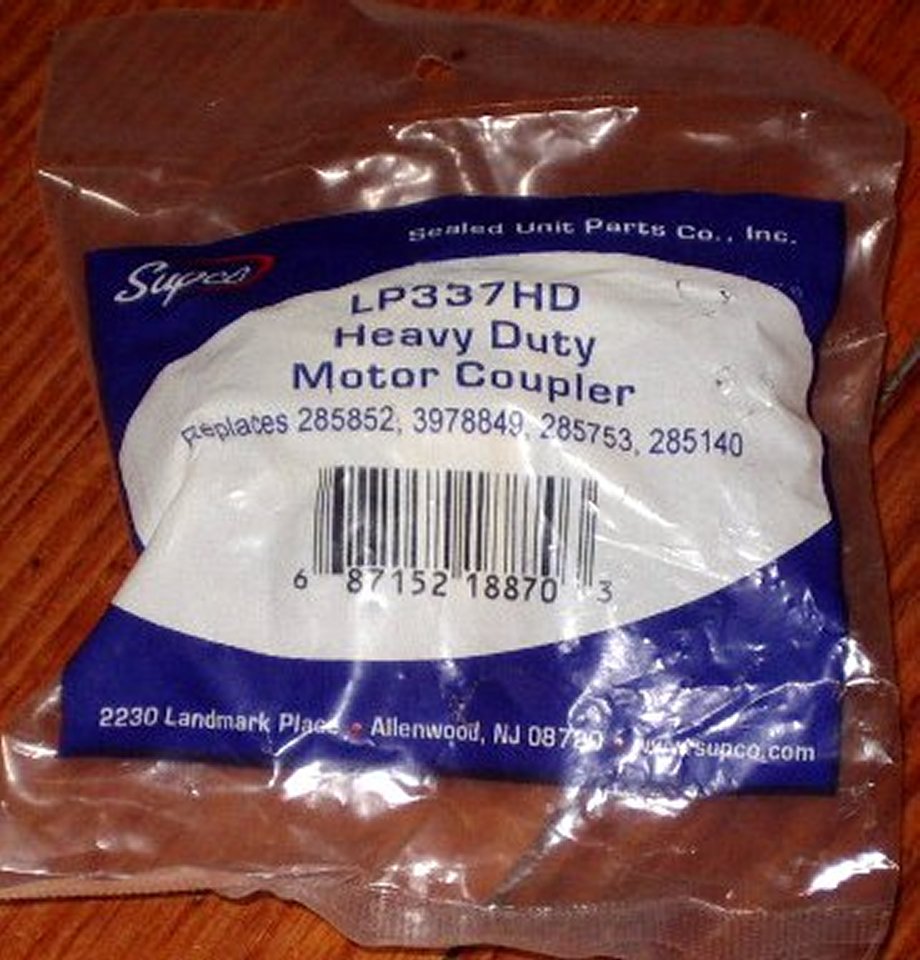 Sealed Unit Parts Co., Inc.
Supco
LP337HD
Heavy Duty
Motor Coupler
Replaces 285852, 3978849, 285753, 285140
6 87152 18870 3
2230 Landmark Place • Allenwood, NJ • www.supco.com